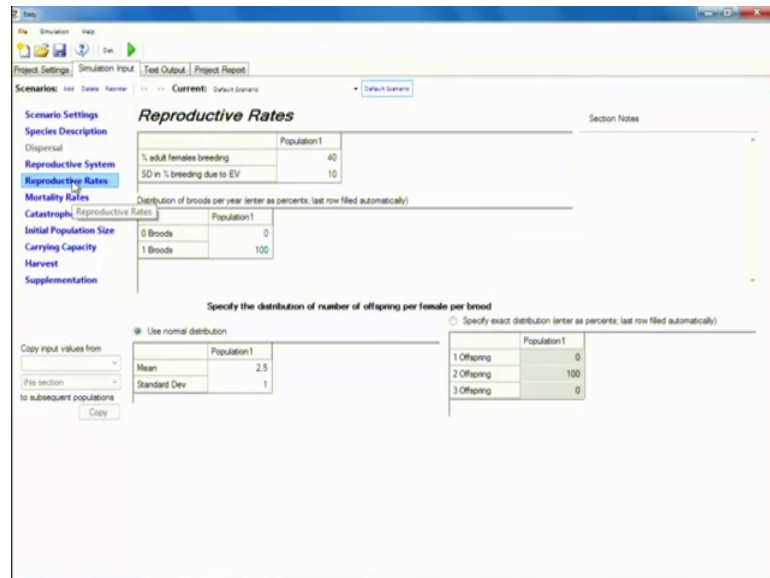 Easy
File Simulation Help
Project Settings Simulation Input Text Output Project Report
Scenarios: Add Delete Reorder << >> Current: Default Scenario Default Scenario
Scenario Settings
Species Description
Dispersal
Reproductive System
Reproductive Rates
Mortality Rates
Catastroph
Reproductive Rates
Initial Population Size
Carrying Capacity
Harvest
Supplementation
Copy input values from
this section
to subsequent populations
Copy
Reproductive Rates
Section Notes
Population1
% adult females breeding 40
SD in % breeding due to EV 10
Distribution of broods per year (enter as percents; last row filled automatically)
Population1
0 Broods 0
1 Broods 100
Specify the distribution of number of offspring per female per brood
Use normal distribution
Population1
Mean 2.5
Standard Dev 1
Specify exact distribution (enter as percents; last row filled automatically)
Population1
1 Offspring 0
2 Offspring 100
3 Offspring 0